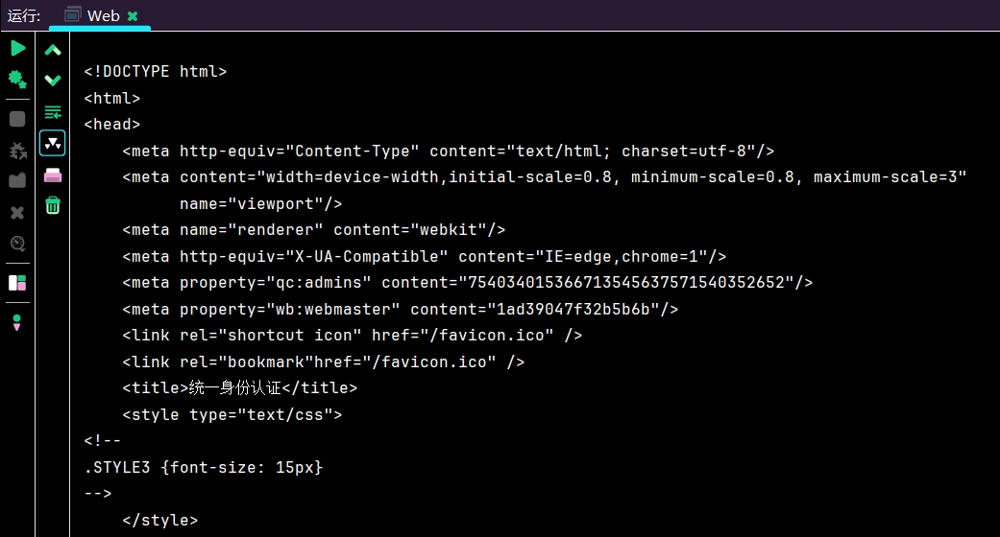 运行: Web
<!DOCTYPE html>
<html>
<head>
    <meta http-equiv="Content-Type" content="text/html; charset=utf-8"/>
    <meta content="width=device-width,initial-scale=0.8, minimum-scale=0.8, maximum-scale=3"
          name="viewport"/>
    <meta name="renderer" content="webkit"/>
    <meta http-equiv="X-UA-Compatible" content="IE=edge,chrome=1"/>
    <meta property="qc:admins" content="754034015366713545637571540352652"/>
    <meta property="wb:webmaster" content="1ad39047f32b5b6b"/>
    <link rel="shortcut icon" href="/favicon.ico" />
    <link rel="bookmark"href="/favicon.ico" />
    <title>统一身份认证</title>
    <style type="text/css">
<!--
.STYLE3 {font-size: 15px}
-->
    </style>